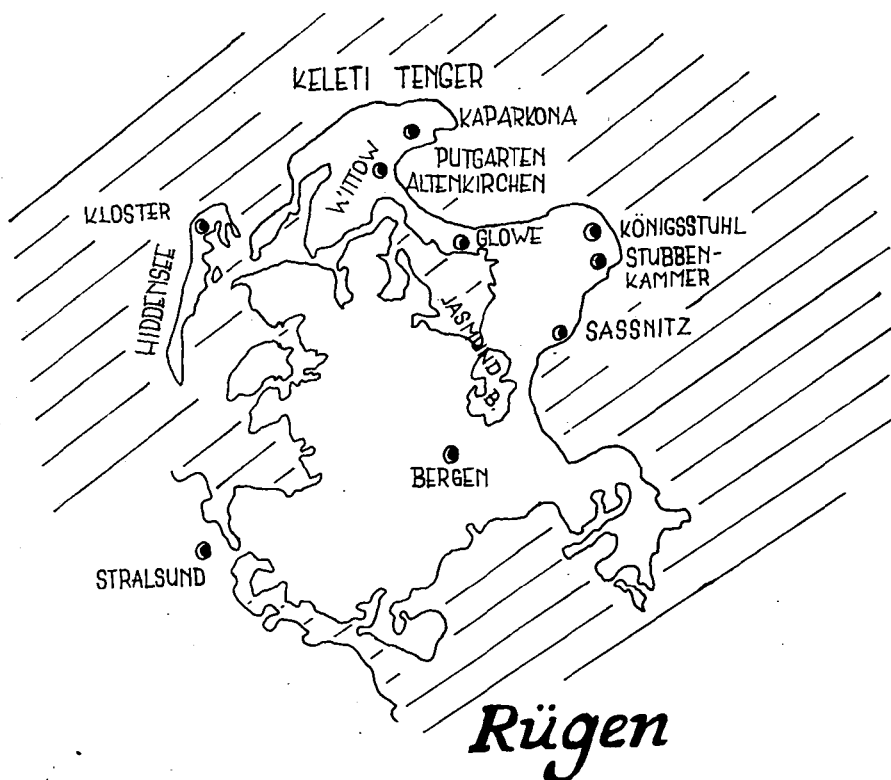 KELETI TENGER
KAPARKONA
PUTGARTEN
ALTENKIRCHEN
WITTOW
KLOSTER
HIDDENSEE
GLOWE
KÖNIGSSTUHL
STUBBEN-
KAMMER
SASSNITZ
JASMUND
B.
BERGEN
STRALSUND
Rügen